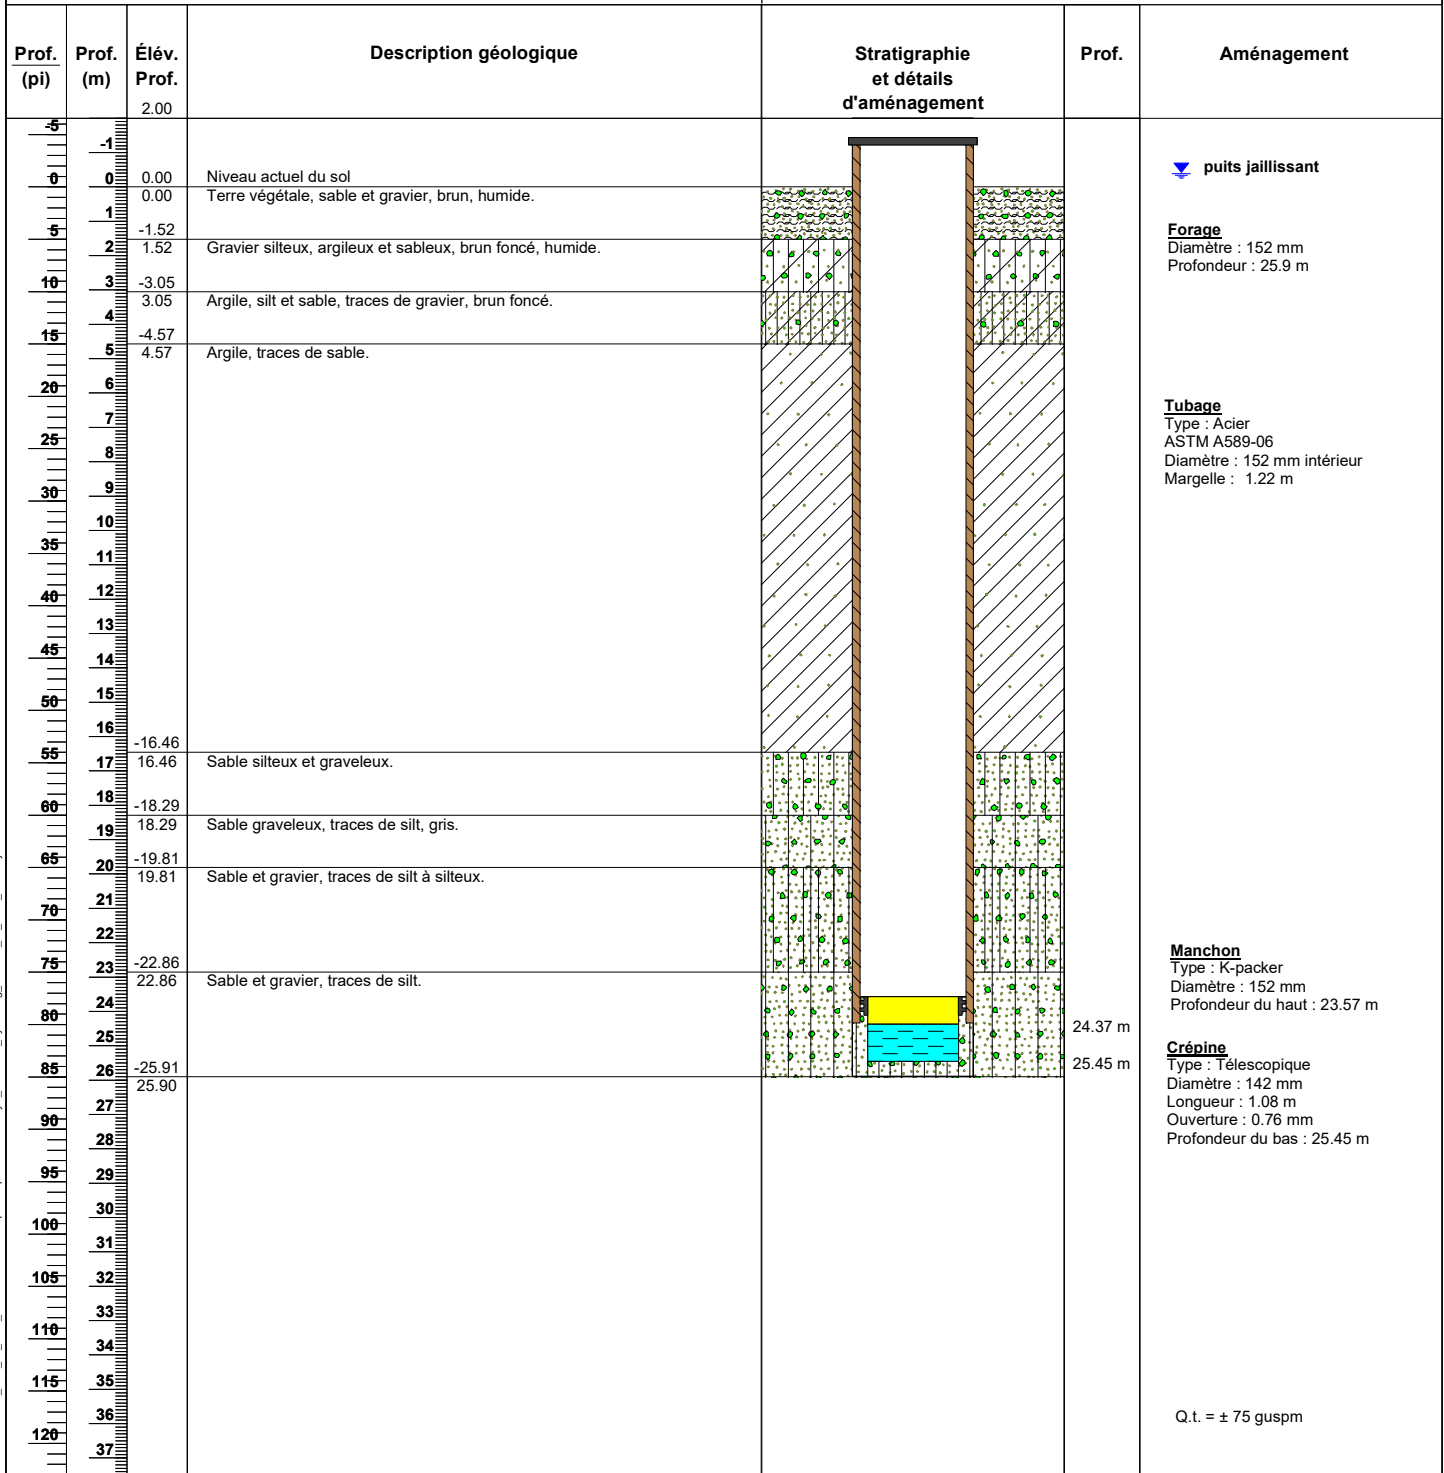 Prof.
(pi)
Prof.
(m)
Élév.
Prof.
2.00
Description géologique
Stratigraphie
et détails
d'aménagement
Prof.
Aménagement
-5
0
5
10
15
20
25
30
35
40
45
50
55
60
65
70
75
80
85
90
95
100
105
110
115
120
-1
0
1
2
3
4
5
6
7
8
9
10
11
12
13
14
15
16
17
18
19
20
21
22
23
24
25
26
27
28
29
30
31
32
33
34
35
36
37
0.00 Niveau actuel du sol
0.00 Terre végétale, sable et gravier, brun, humide.
-1.52
1.52 Gravier silteux, argileux et sableux, brun foncé, humide.
-3.05
3.05 Argile, silt et sable, traces de gravier, brun foncé.
-4.57
4.57 Argile, traces de sable.
-16.46
16.46 Sable silteux et graveleux.
-18.29
18.29 Sable graveleux, traces de silt, gris.
-19.81
19.81 Sable et gravier, traces de silt à silteux.
-22.86
22.86 Sable et gravier, traces de silt.
-25.91
25.90
24.37 m
25.45 m
puits jaillissant
Forage
Diamètre : 152 mm
Profondeur : 25.9 m
Tubage
Type : Acier
ASTM A589-06
Diamètre : 152 mm intérieur
Margelle : 1.22 m
Manchon
Type : K-packer
Diamètre : 152 mm
Profondeur du haut : 23.57 m
Crépine
Type : Télescopique
Diamètre : 142 mm
Longueur : 1.08 m
Ouverture : 0.76 mm
Profondeur du bas : 25.45 m
Q.t. = ± 75 guspm